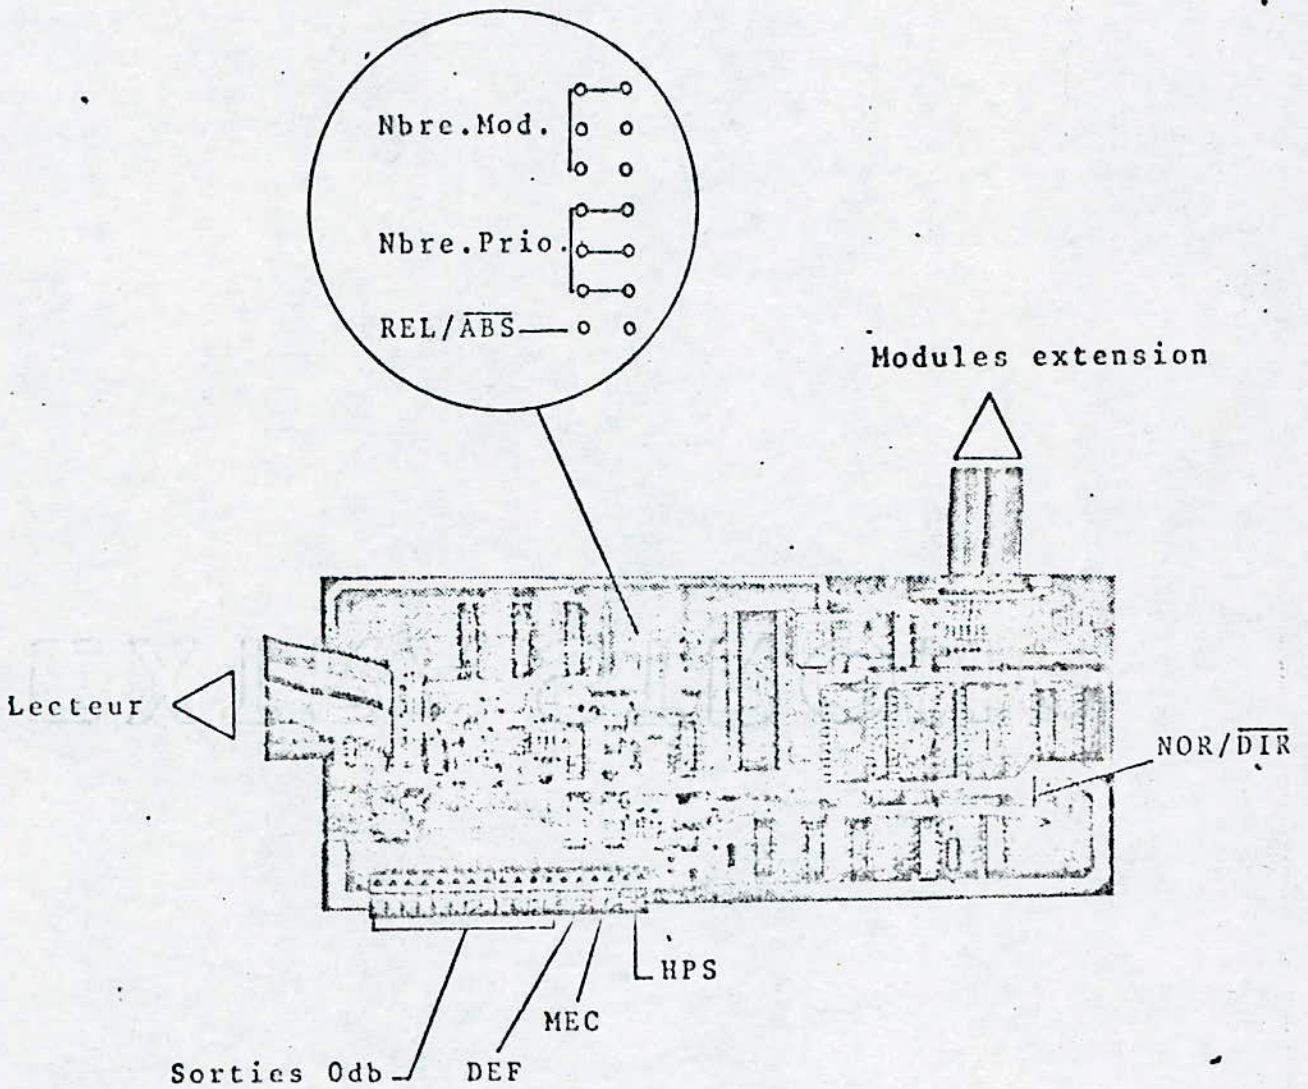 Nbre.Mod.
Nbre.Prio.
REL/ABS
Modules extension
Lecteur
NOR/DIR
HPS
MEC
Sorties Odb
DEF